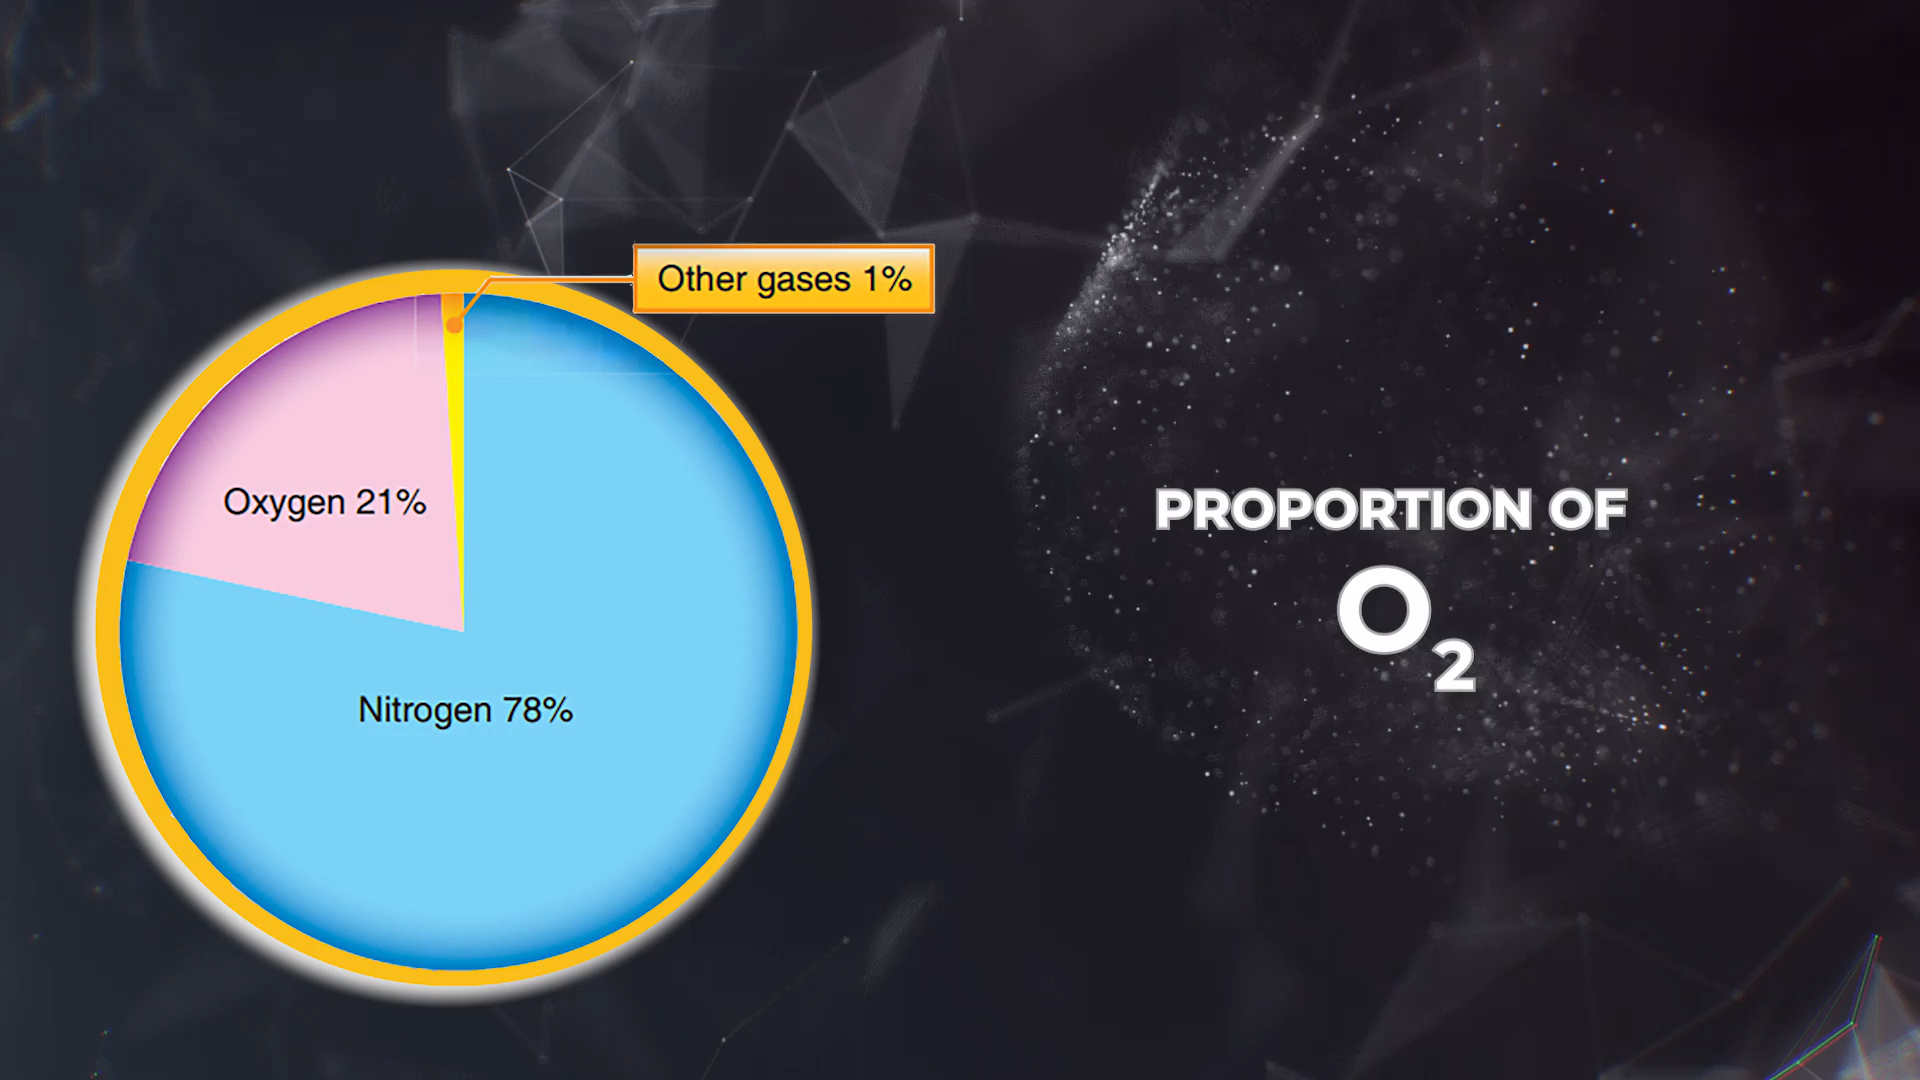 Other gases 1%
Oxygen 21%
Nitrogen 78%
PROPORTION OF
O₂